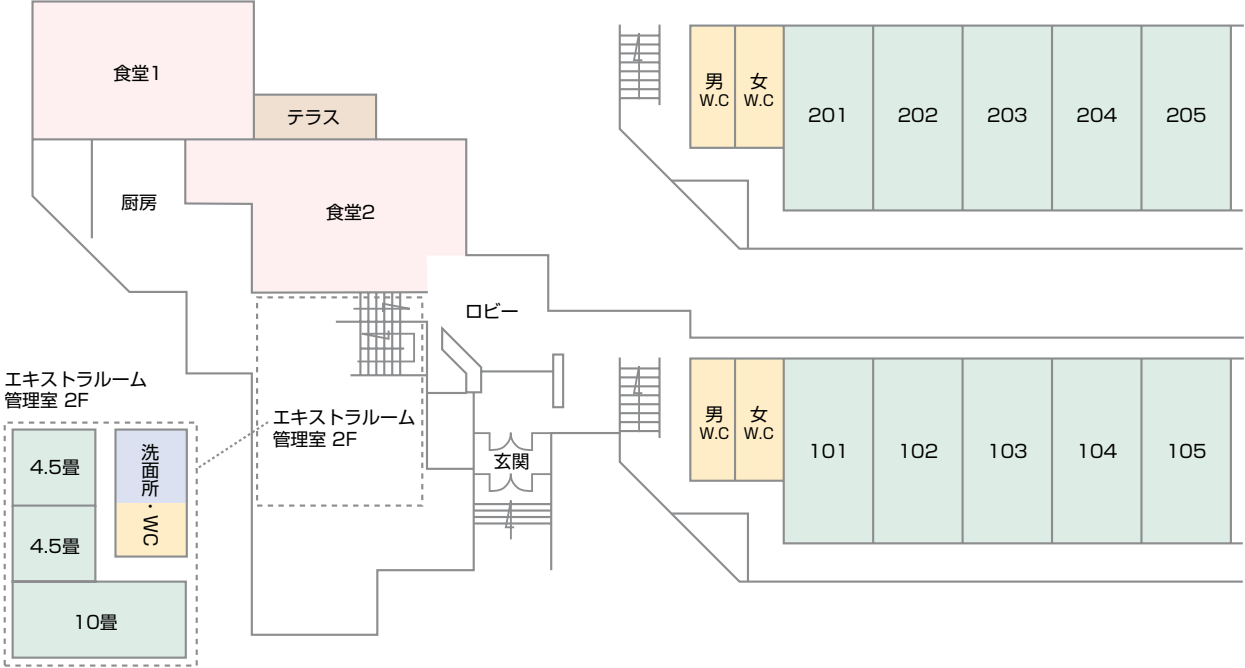 食堂1
テラス
厨房
食堂2
ロビー
エキストラルーム
管理室 2F
エキストラルーム
管理室 2F
玄関
4.5畳
4.5畳
10畳
洗面所・WC
男
W.C
女
W.C
201
202
203
204
205
男
W.C
女
W.C
101
102
103
104
105